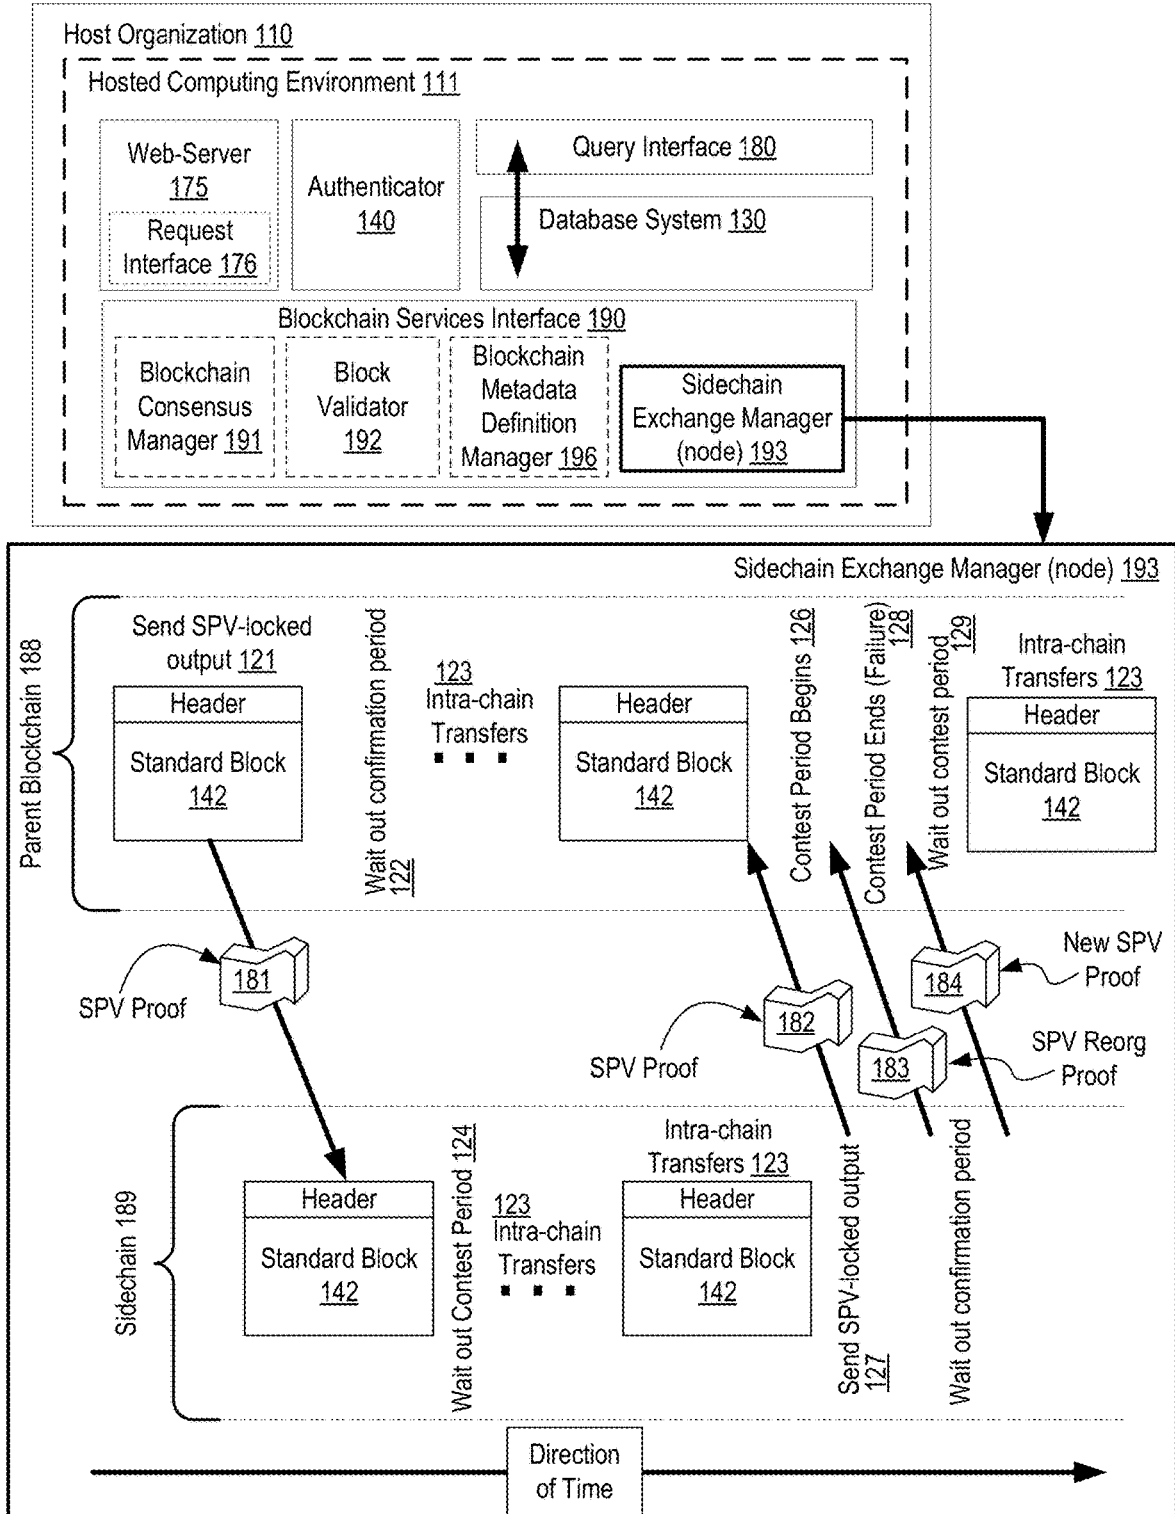 Host Organization 110
Hosted Computing Environment 111
Web-Server
175
Request
Interface 176
Authenticator
140
Query Interface 180
Database System 130
Blockchain Services Interface 190
Blockchain
Consensus
Manager 191
Block
Validator
192
Blockchain
Metadada
Definition
Manager 196
Sidechain
Exchange Manager
(node) 193
Sidechain Exchange Manager (node) 193
Parent Blockchain 188
Send SPV-locked
output 121
Header
Standard Block
142
Wait out confirmation period
122
123
Intra-chain
Transfers
Header
Standard Block
142
Contest Period Begins 126
Contest Period Ends (Failure)
128
Wait out contest period
129
Intra-chain
Transfers 123
Header
Standard Block
142
SPV Proof
181
SPV Proof
182
183
184
New SPV
Proof
SPV Reorg
Proof
Sidechain 189
Header
Standard Block
142
Wait out Contest Period 124
123
Intra-chain
Transfers
Intra-chain
Transfers 123
Header
Standard Block
142
Send SPV-locked output
127
Wait out confirmation period
Direction
of Time